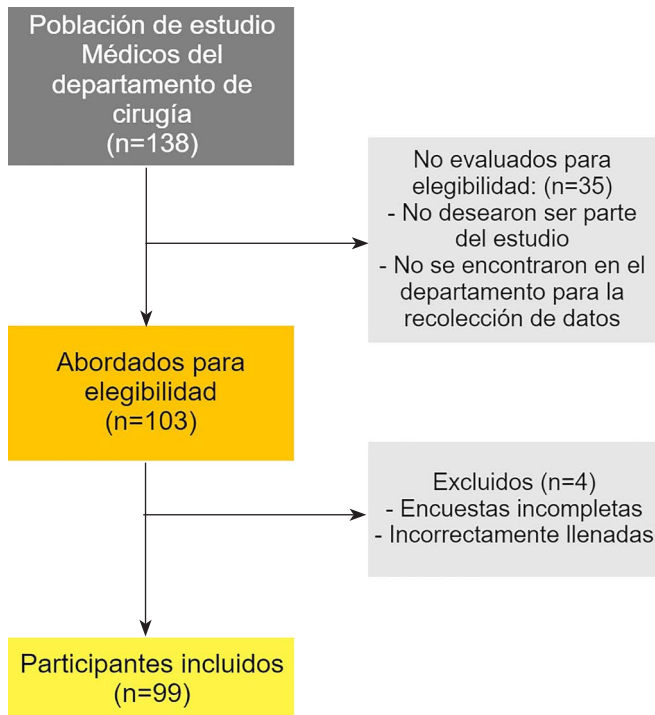 Población de estudio
Médicos del
departamento de
cirugía
(n=138)
No evaluados para
elegibilidad: (n=35)
- No desearon ser parte
del estudio
- No se encontraron en el
departamento para la
recolección de datos
Abordados para
elegibilidad
(n=103)
Excluidos (n=4)
- Encuestas incompletas
- Incorrectamente llenadas
Participantes incluidos
(n=99)